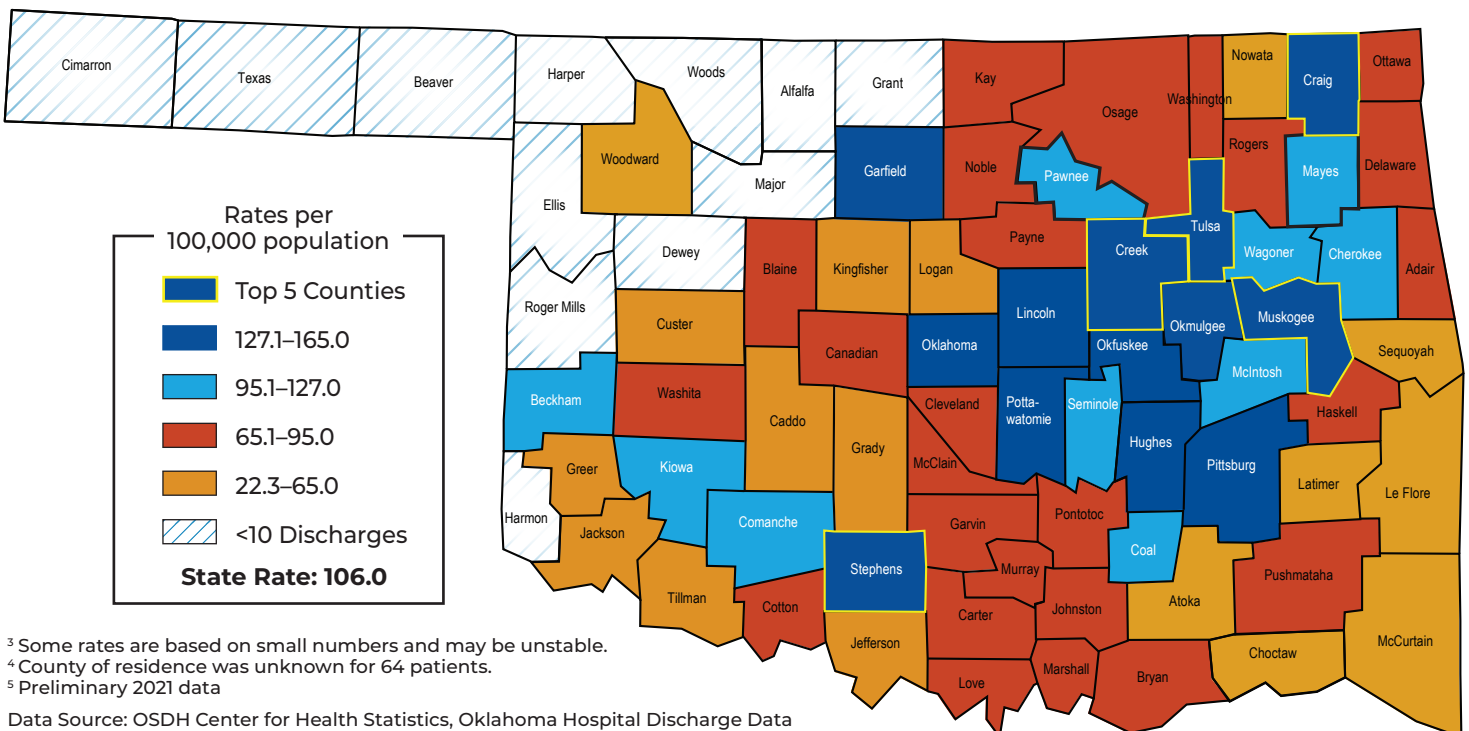 Cimarron
Texas
Beaver
Harper
Woods
Alfalfa
Grant
Kay
Osage
Washington
Nowata
Craig
Ottawa
Woodward
Major
Garfield
Noble
Pawnee
Rogers
Mayes
Delaware
Ellis
Dewey
Blaine
Kingfisher
Logan
Payne
Creek
Tulsa
Wagoner
Cherokee
Adair
Roger Mills
Custer
Canadian
Oklahoma
Lincoln
Okfuskee
Okmulgee
Muskogee
Sequoyah
Beckham
Washita
Caddo
Grady
Cleveland
McClain
Potta-
watomie
Seminole
Hughes
McIntosh
Haskell
Pittsburg
Latimer
Le Flore
Harmon
Greer
Kiowa
Jackson
Comanche
Tillman
Cotton
Stephens
Jefferson
Garvin
Murray
Carter
Love
Pontotoc
Johnston
Marshall
Coal
Atoka
Bryan
Pushmataha
Choctaw
McCurtain
Rates per
100,000 population
Top 5 Counties
127.1–165.0
95.1–127.0
65.1–95.0
22.3–65.0
<10 Discharges
State Rate: 106.0
³ Some rates are based on small numbers and may be unstable.
⁴ County of residence was unknown for 64 patients.
⁵ Preliminary 2021 data
Data Source: OSDH Center for Health Statistics, Oklahoma Hospital Discharge Data